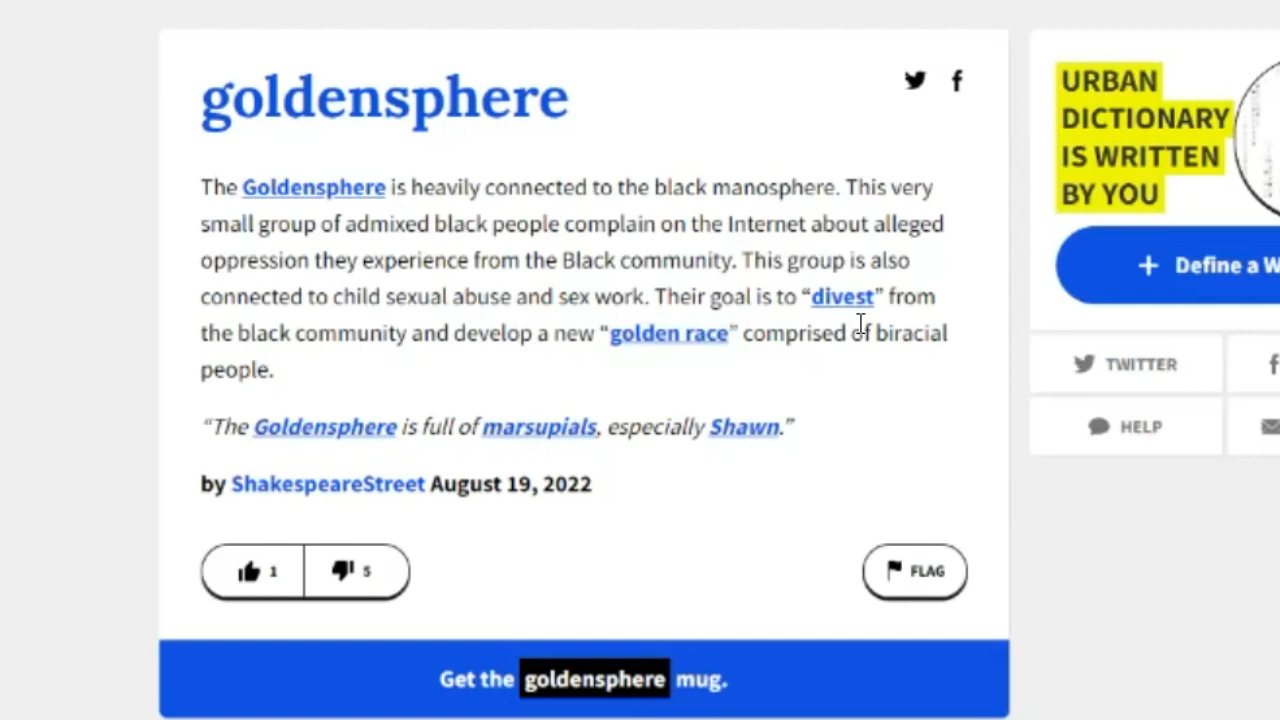 goldensphere
The Goldensphere is heavily connected to the black manosphere. This very
small group of admixed black people complain on the Internet about alleged
oppression they experience from the Black community. This group is also
connected to child sexual abuse and sex work. Their goal is to “divest” from
the black community and develop a new “golden race” comprised of biracial
people.
“The Goldensphere is full of marsupials, especially Shawn.”
by ShakespeareStreet August 19, 2022
1 5 FLAG
Get the goldensphere mug.
URBAN
DICTIONARY
IS WRITTEN
BY YOU
+ Define a W
TWITTER
HELP